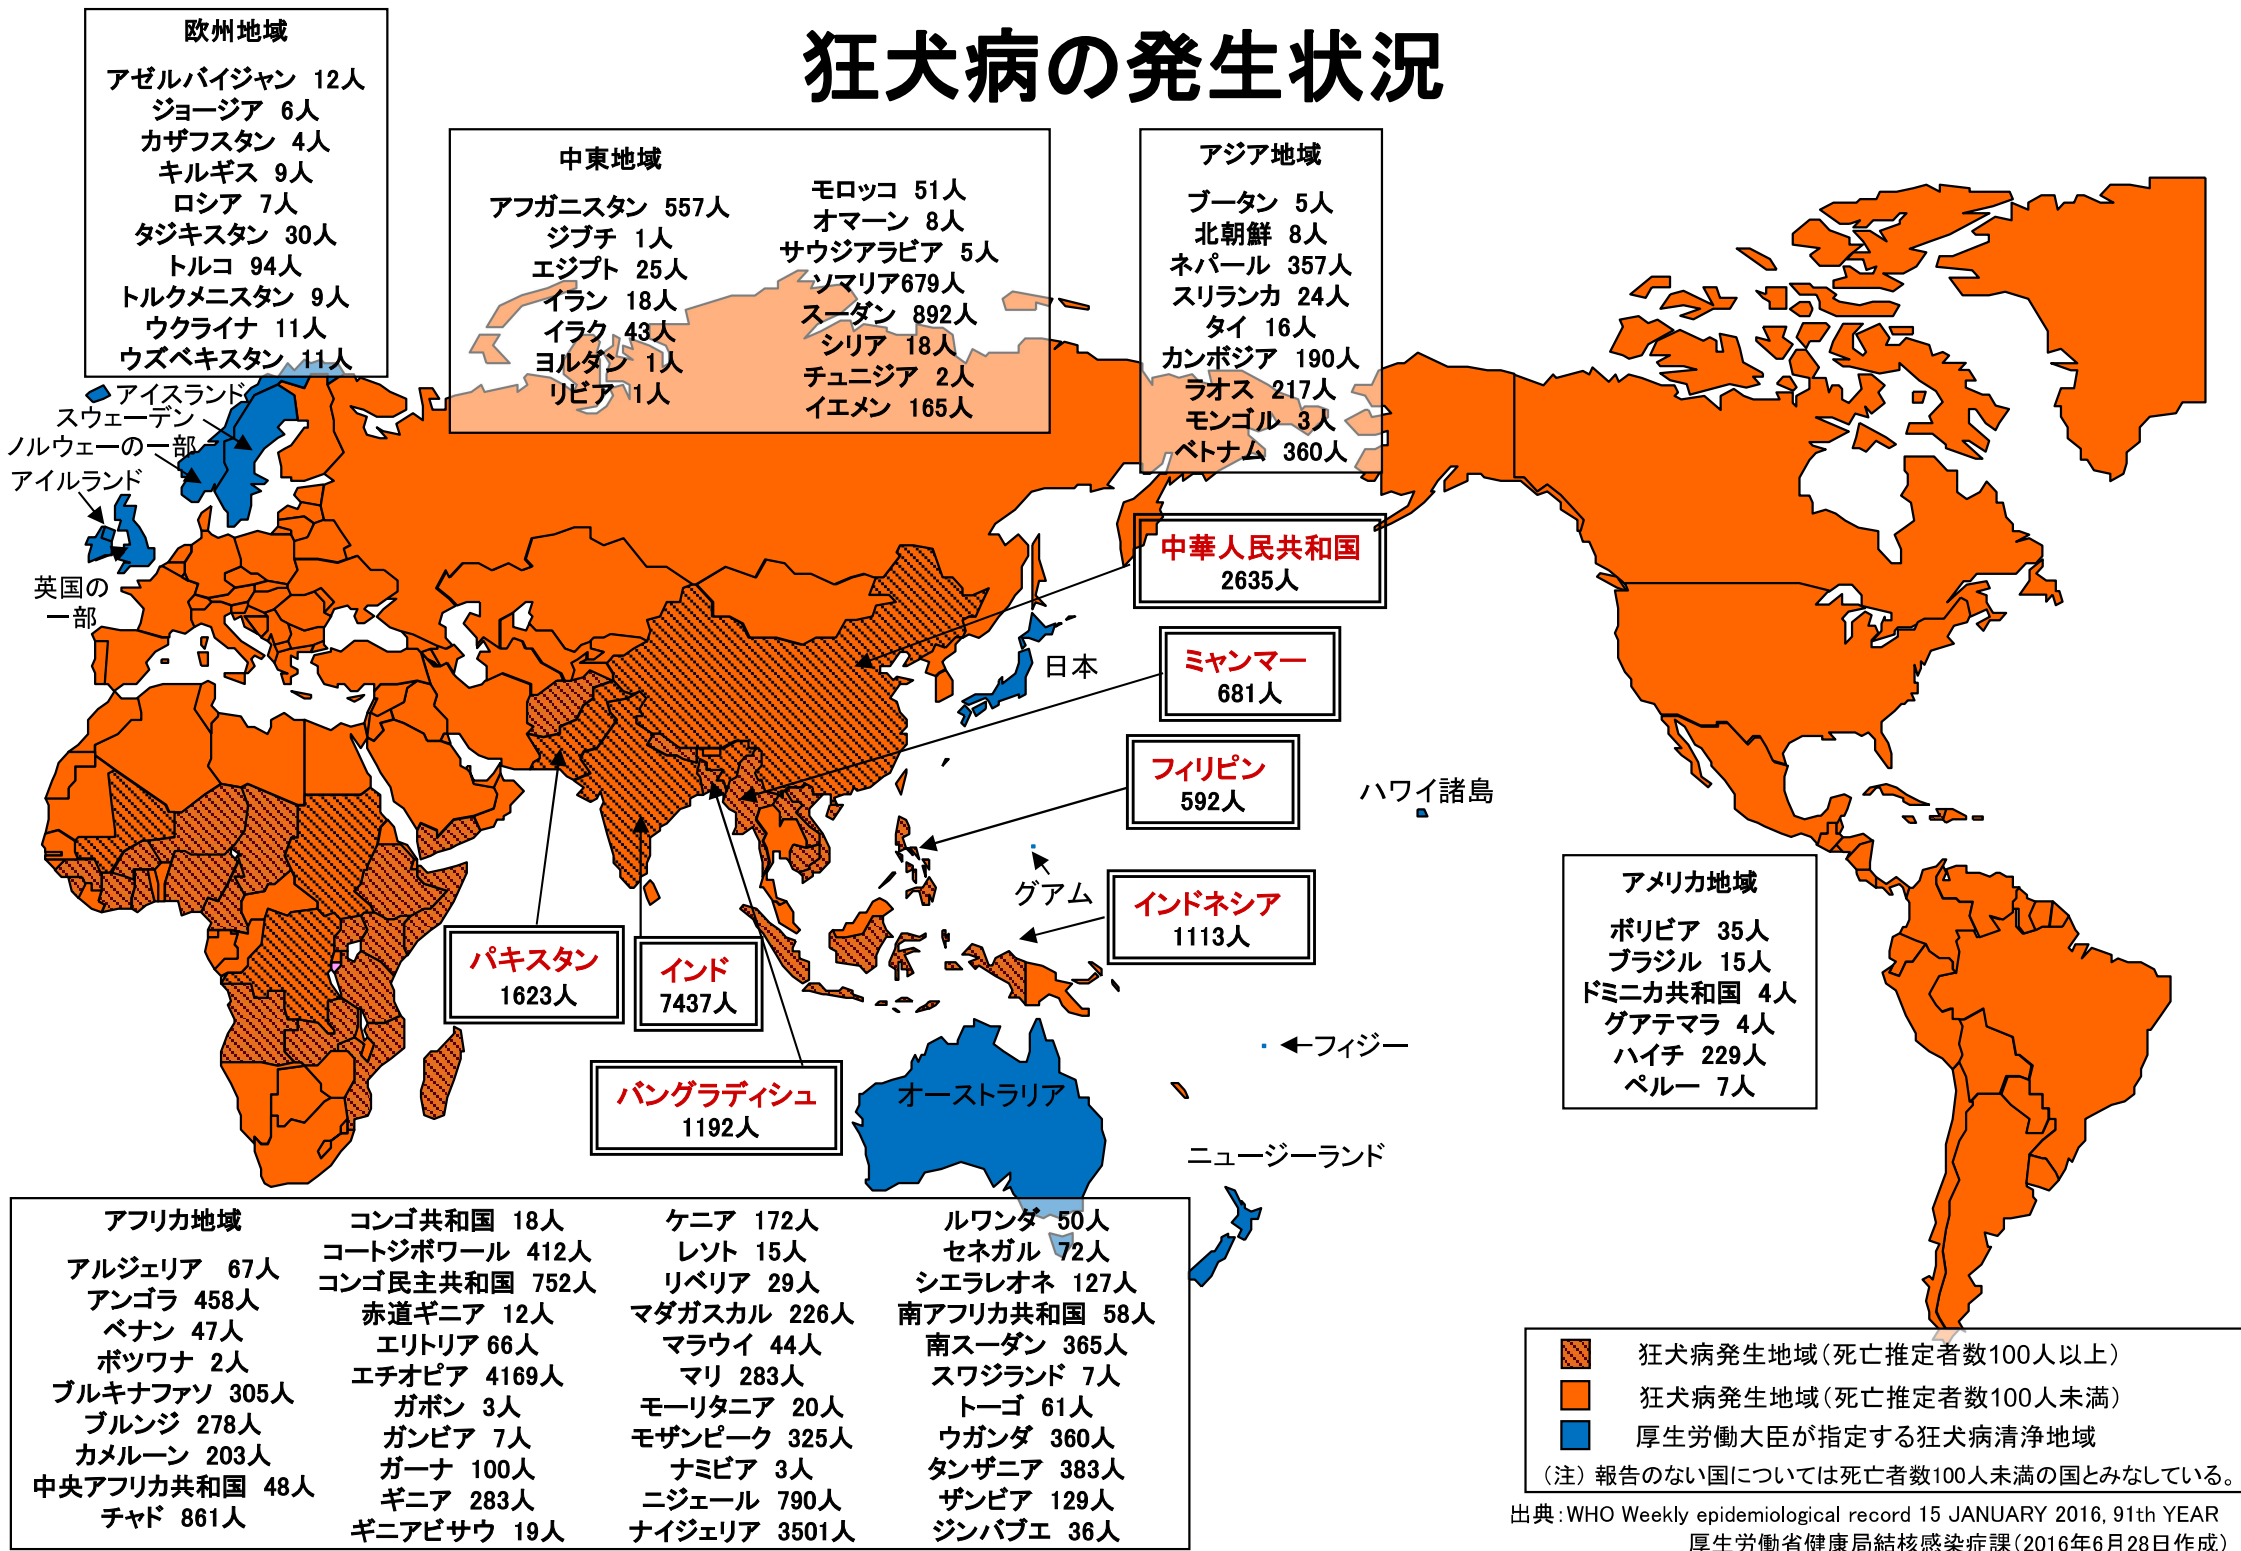 狂犬病の発生状況
欧州地域
アゼルバイジャン 12人
ジョージア 6人
カザフスタン 4人
キルギス 9人
ロシア 7人
タジキスタン 30人
トルコ 94人
トルクメニスタン 9人
ウクライナ 11人
ウズベキスタン 11人
中東地域
アフガニスタン 557人
ジブチ 1人
エジプト 25人
イラン 18人
イラク 43人
ヨルダン 1人
リビア 1人
モロッコ 51人
オマーン 8人
サウジアラビア 5人
ソマリア679人
スーダン 892人
シリア 18人
チュニジア 2人
イエメン 165人
アジア地域
ブータン 5人
北朝鮮 8人
ネパール 357人
スリランカ 24人
タイ 16人
カンボジア 190人
ラオス 217人
モンゴル 3人
ベトナム 360人
アイスランド
スウェーデン
ノルウェーの一部
アイルランド
英国の
一部
中華人民共和国
2635人
ミャンマー
681人
日本
フィリピン
592人
ハワイ諸島
グアム
インドネシア
1113人
パキスタン
1623人
インド
7437人
バングラディシュ
1192人
フィジー
オーストラリア
ニュージーランド
アメリカ地域
ボリビア 35人
ブラジル 15人
ドミニカ共和国 4人
グアテマラ 4人
ハイチ 229人
ペルー 7人
アフリカ地域
アルジェリア 67人
アンゴラ 458人
ベナン 47人
ボツワナ 2人
ブルキナファソ 305人
ブルンジ 278人
カメルーン 203人
中央アフリカ共和国 48人
チャド 861人
コンゴ共和国 18人
コートジボワール 412人
コンゴ民主共和国 752人
赤道ギニア 12人
エリトリア 66人
エチオピア 4169人
ガボン 3人
ガンビア 7人
ガーナ 100人
ギニア 283人
ギニアビサウ 19人
ケニア 172人
レソト 15人
リベリア 29人
マダガスカル 226人
マラウイ 44人
マリ 283人
モーリタニア 20人
モザンビーク 325人
ナミビア 3人
ニジェール 790人
ナイジェリア 3501人
ルワンダ 50人
セネガル 72人
シエラレオネ 127人
南アフリカ共和国 58人
南スーダン 365人
スワジランド 7人
トーゴ 61人
ウガンダ 360人
タンザニア 383人
ザンビア 129人
ジンバブエ 36人
狂犬病発生地域(死亡推定者数100人以上)
狂犬病発生地域(死亡推定者数100人未満)
厚生労働大臣が指定する狂犬病清浄地域
(注) 報告のない国については死亡者数100人未満の国とみなしている。
出典:WHO Weekly epidemiological record 15 JANUARY 2016, 91th YEAR
厚生労働省健康局結核感染症課(2016年6月28日作成)